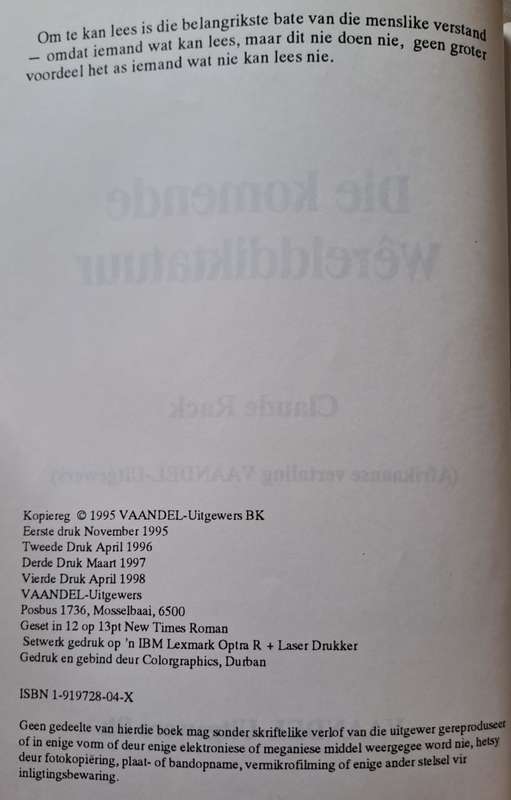 Om te kan lees is die belangrikste bate van die menslike verstand
— omdat iemand wat kan lees, maar dit nie doen nie, geen groter
voordeel het as iemand wat nie kan lees nie.
Die komende
wêrelddiktatuur
Claude Rack
(Afrikaanse vertaling VAANDEL-Uitgewers)
Kopiereg © 1995 VAANDEL-Uitgewers BK
Eerste druk November 1995
Tweede Druk April 1996
Derde Druk Maart 1997
Vierde Druk April 1998
VAANDEL-Uitgewers
Posbus 1736, Mosselbaai, 6500
Geset in 12 op 13pt New Times Roman
Setwerk gedruk op 'n IBM Lexmark Optra R + Laser Drukker
Gedruk en gebind deur Colorgraphics, Durban
ISBN 1-919728-04-X
Geen gedeelte van hierdie boek mag sonder skriftelike verlof van die uitgewer gereproduseer
of in enige vorm of deur enige elektroniese of meganiese middel weergegee word nie, hetsy
deur fotokopiëring, plaat- of bandopname, vermikrofilming of enige ander stelsel vir
inligtingsbewaring.